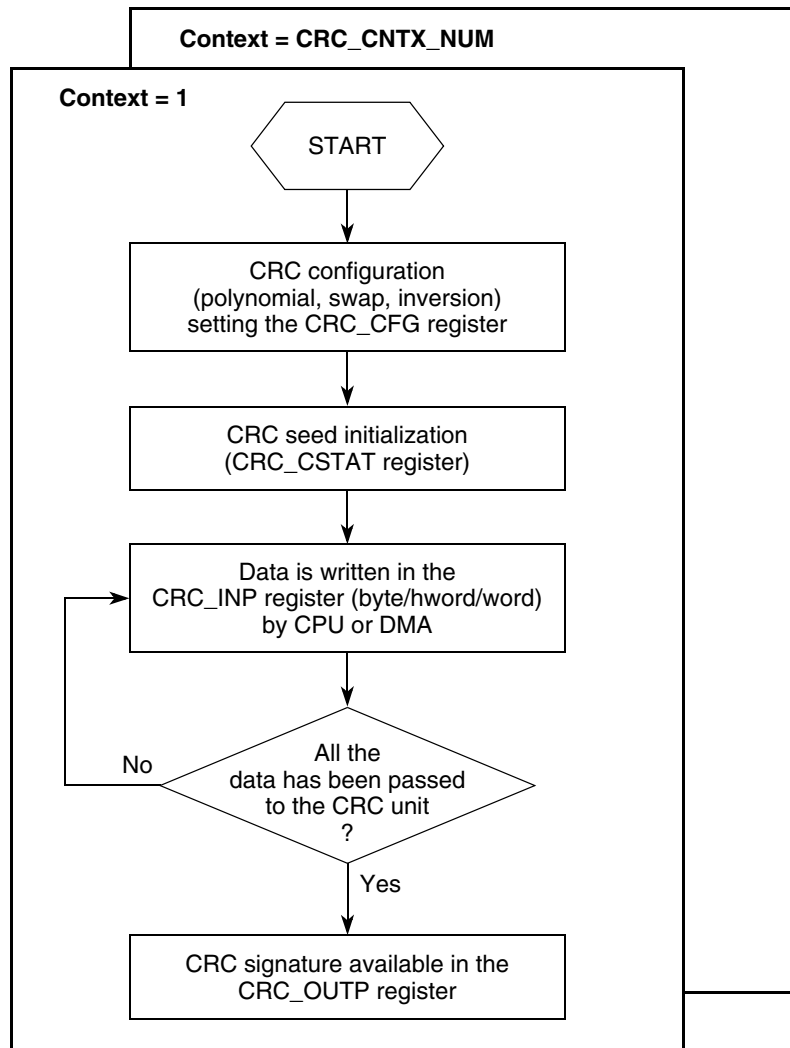 Context = CRC_CNTX_NUM
Context = 1
START
CRC configuration
(polynomial, swap, inversion)
setting the CRC_CFG register
CRC seed initialization
(CRC_CSTAT register)
Data is written in the
CRC_INP register (byte/hword/word)
by CPU or DMA
No
All the
data has been passed
to the CRC unit
?
Yes
CRC signature available in the
CRC_OUTP register